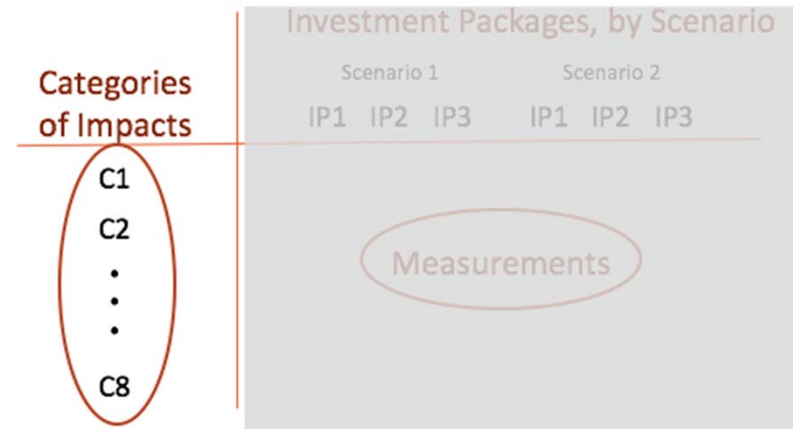 Investment Packages, by Scenario
Categories
of Impacts
Scenario 1 Scenario 2
IP1 IP2 IP3 IP1 IP2 IP3
C1
C2
Measurements
C8